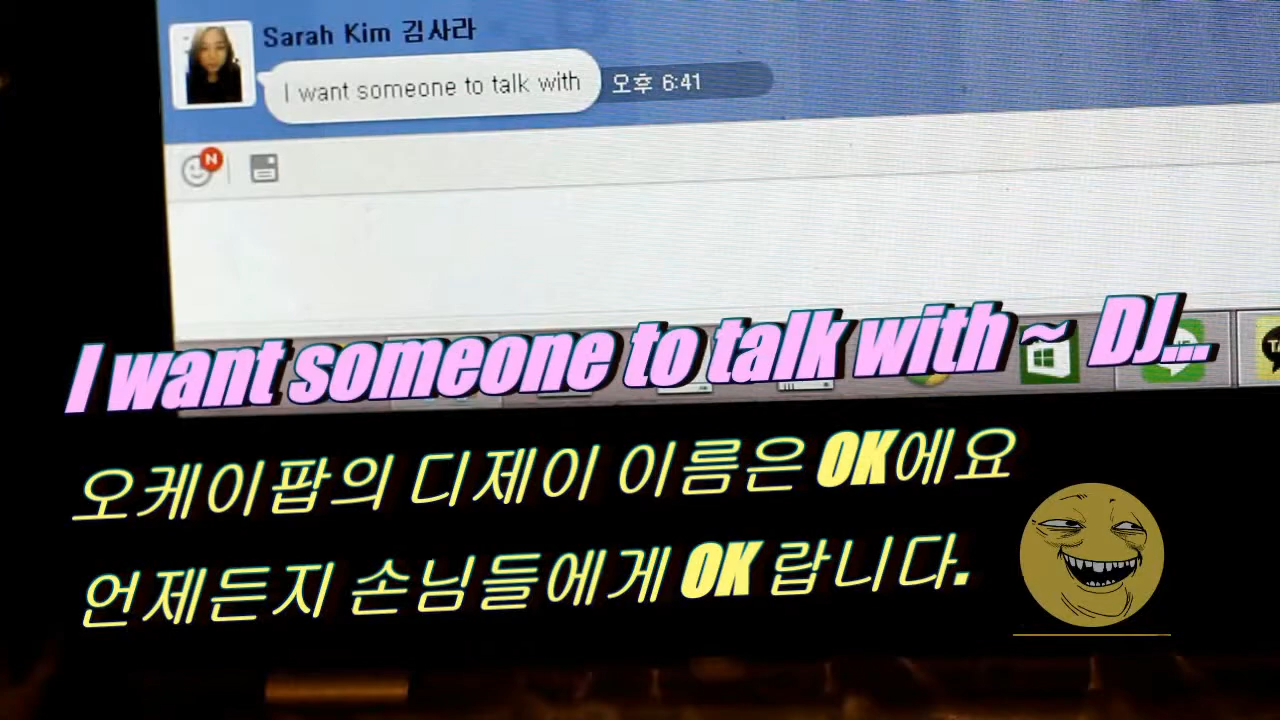 Sarah Kim 김사라
I want someone to talk with 오후 6:41
N
I want someone to talk with ~ DJ...
오케이팝의 디제이 이름은 OK에요
언제든지 손님들에게 OK 랍니다.